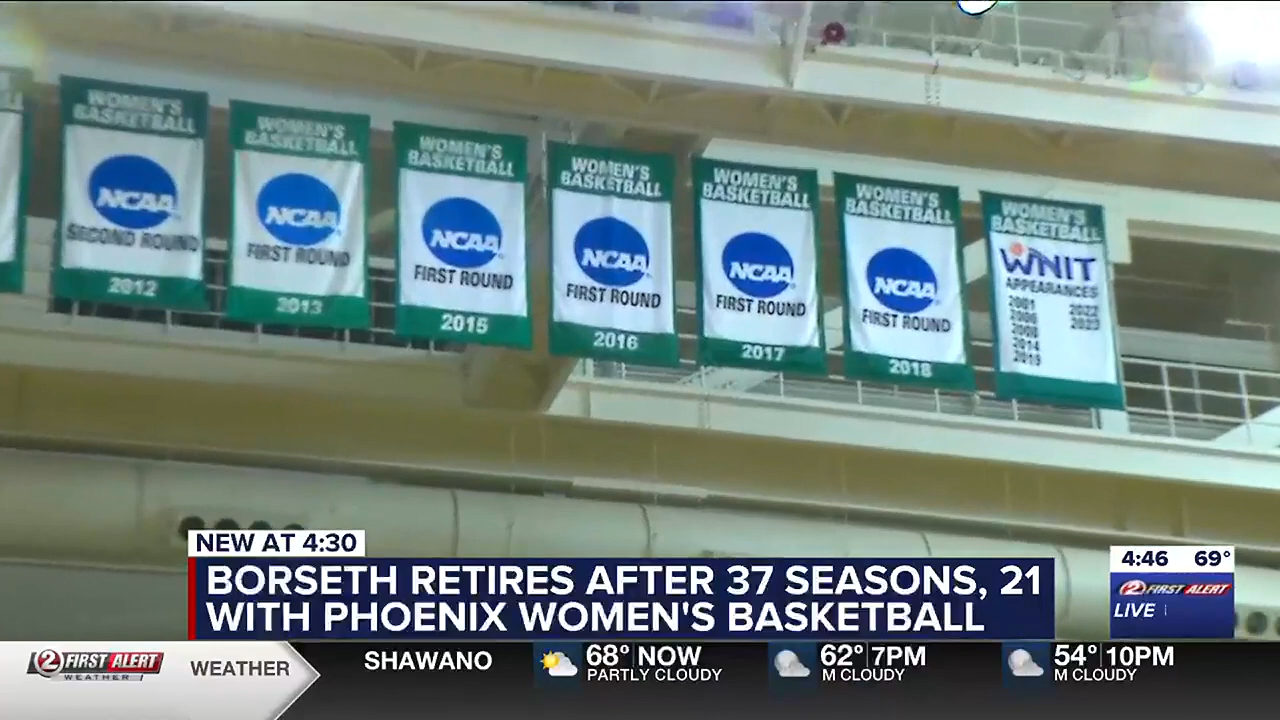 WOMEN'S
BASKETBALL
NCAA
SECOND ROUND
2012
WOMEN'S
BASKETBALL
NCAA
FIRST ROUND
2013
WOMEN'S
BASKETBALL
NCAA
FIRST ROUND
2015
WOMEN'S
BASKETBALL
NCAA
FIRST ROUND
2016
WOMEN'S
BASKETBALL
NCAA
FIRST ROUND
2017
WOMEN'S
BASKETBALL
NCAA
FIRST ROUND
2018
WOMEN'S
BASKETBALL
WNIT
APPEARANCES
2001 2022
2023
2014
2019
NEW AT 4:30
BORSETH RETIRES AFTER 37 SEASONS, 21
WITH PHOENIX WOMEN'S BASKETBALL
4:46 69°
2 FIRST ALERT
LIVE
2 FIRST ALERT
WEATHER
WEATHER
SHAWANO
68° NOW
PARTLY CLOUDY
62° 7PM
M CLOUDY
54° 10PM
M CLOUDY